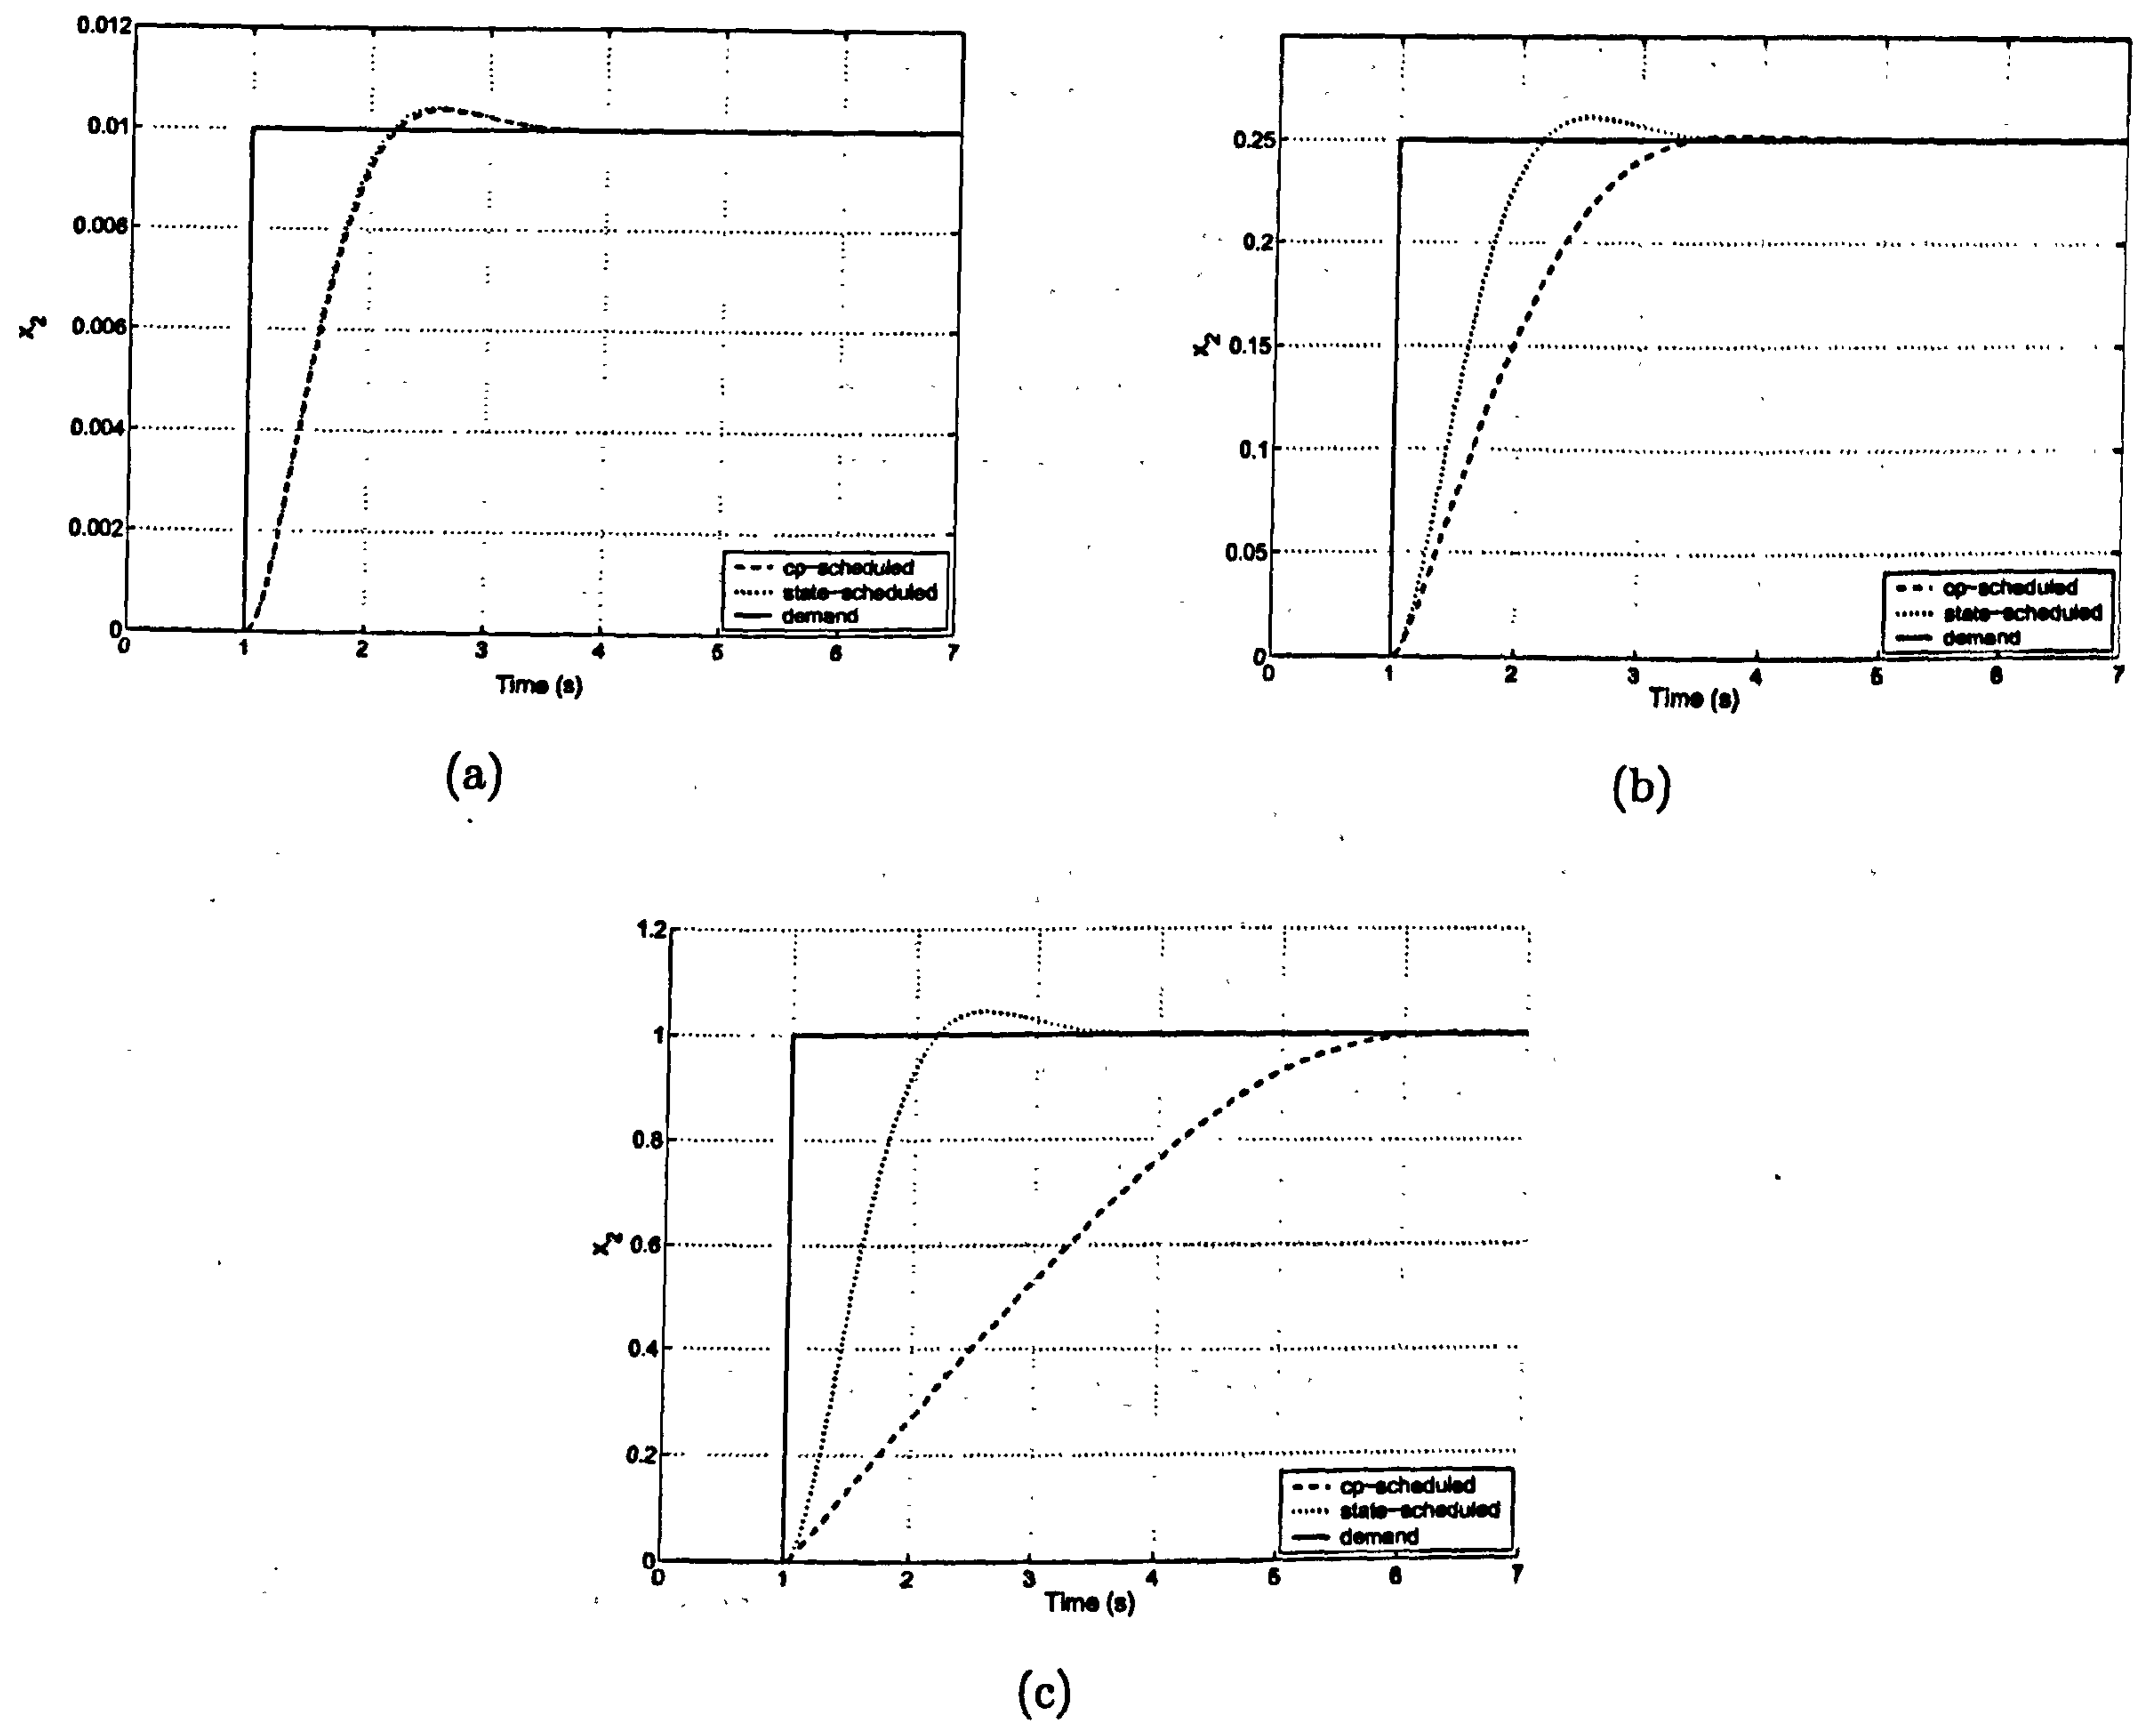 0.012
0.01
0.008
0.006
0.004
0.002
0
x2
0 1 2 3 4 5 6 7
Time (s)
cp-scheduled
state-scheduled
demand
(a)
0.25
0.2
0.15
0.1
0.05
0
x2
0 1 2 3 4 5 6 7
Time (s)
cp-scheduled
state-scheduled
demand
(b)
1.2
1
0.8
0.6
0.4
0.2
0
x2
0 1 2 3 4 5 6 7
Time (s)
cp-scheduled
state-scheduled
demand
(c)